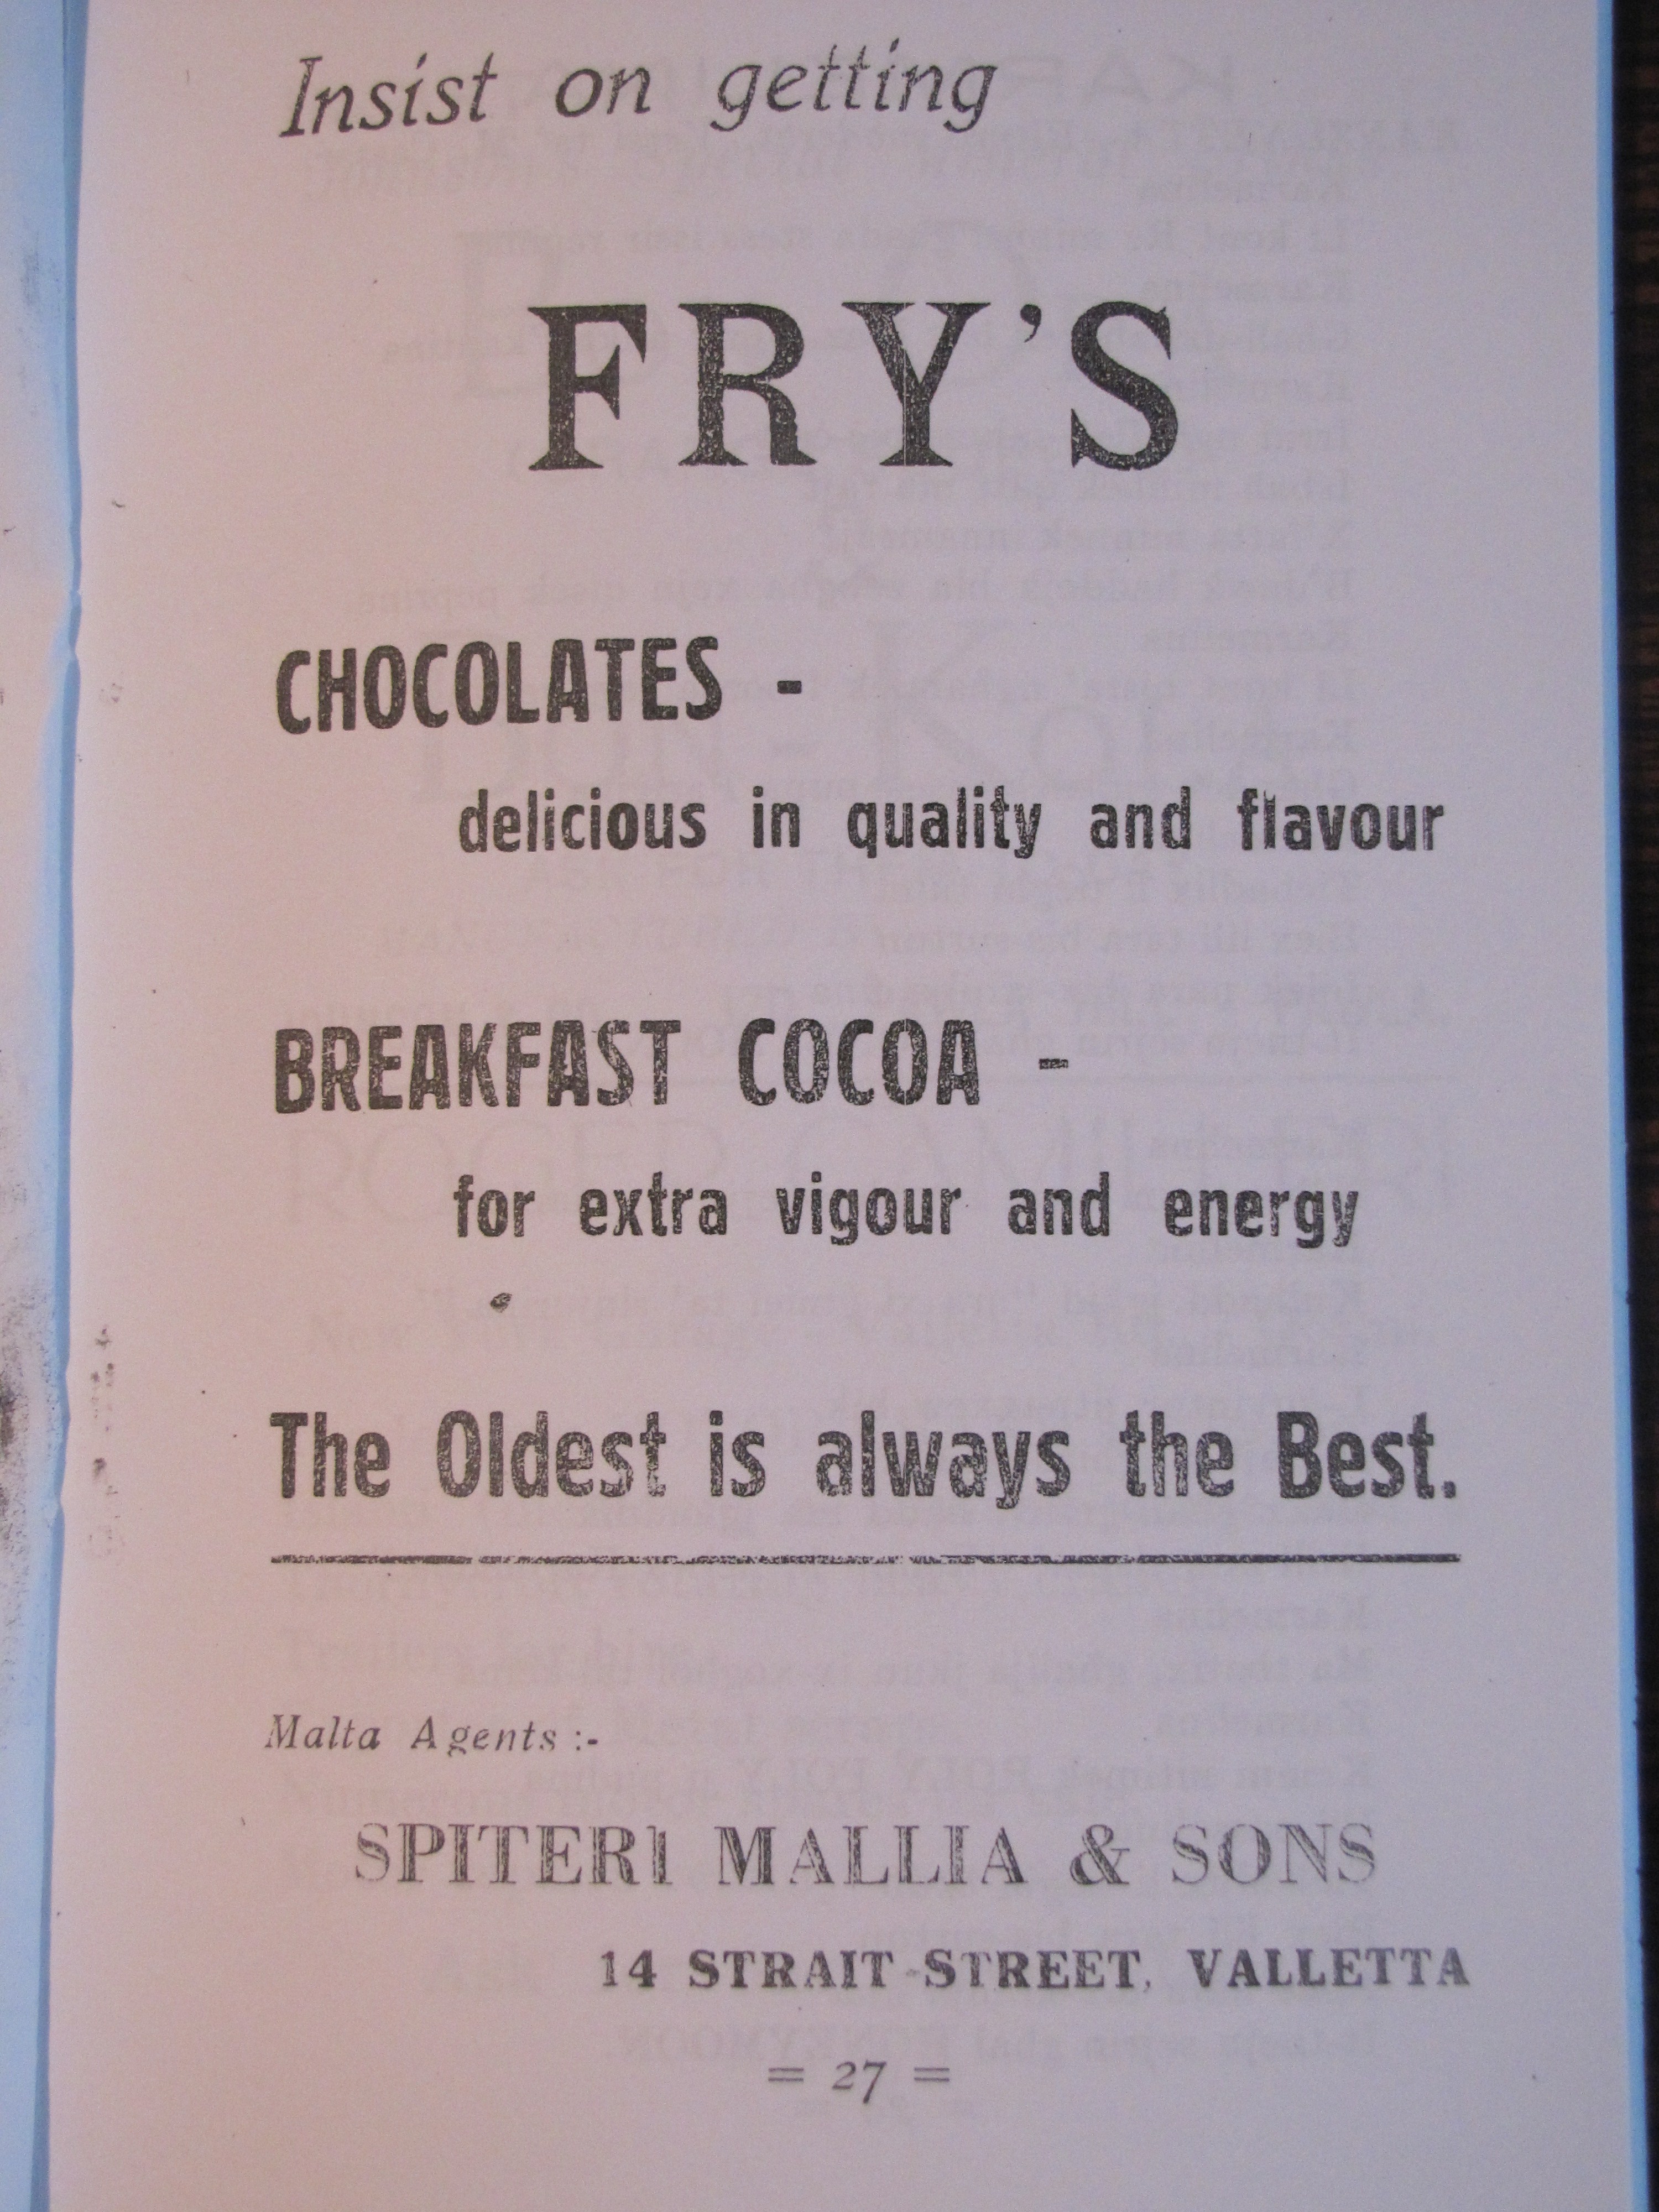 Insist on getting
FRY'S
CHOCOLATES -
delicious in quality and flavour
BREAKFAST COCOA -
for extra vigour and energy
The Oldest is always the Best.
Malta Agents :-
SPITERI MALLIA & SONS
14 STRAIT STREET, VALLETTA
= 27 =